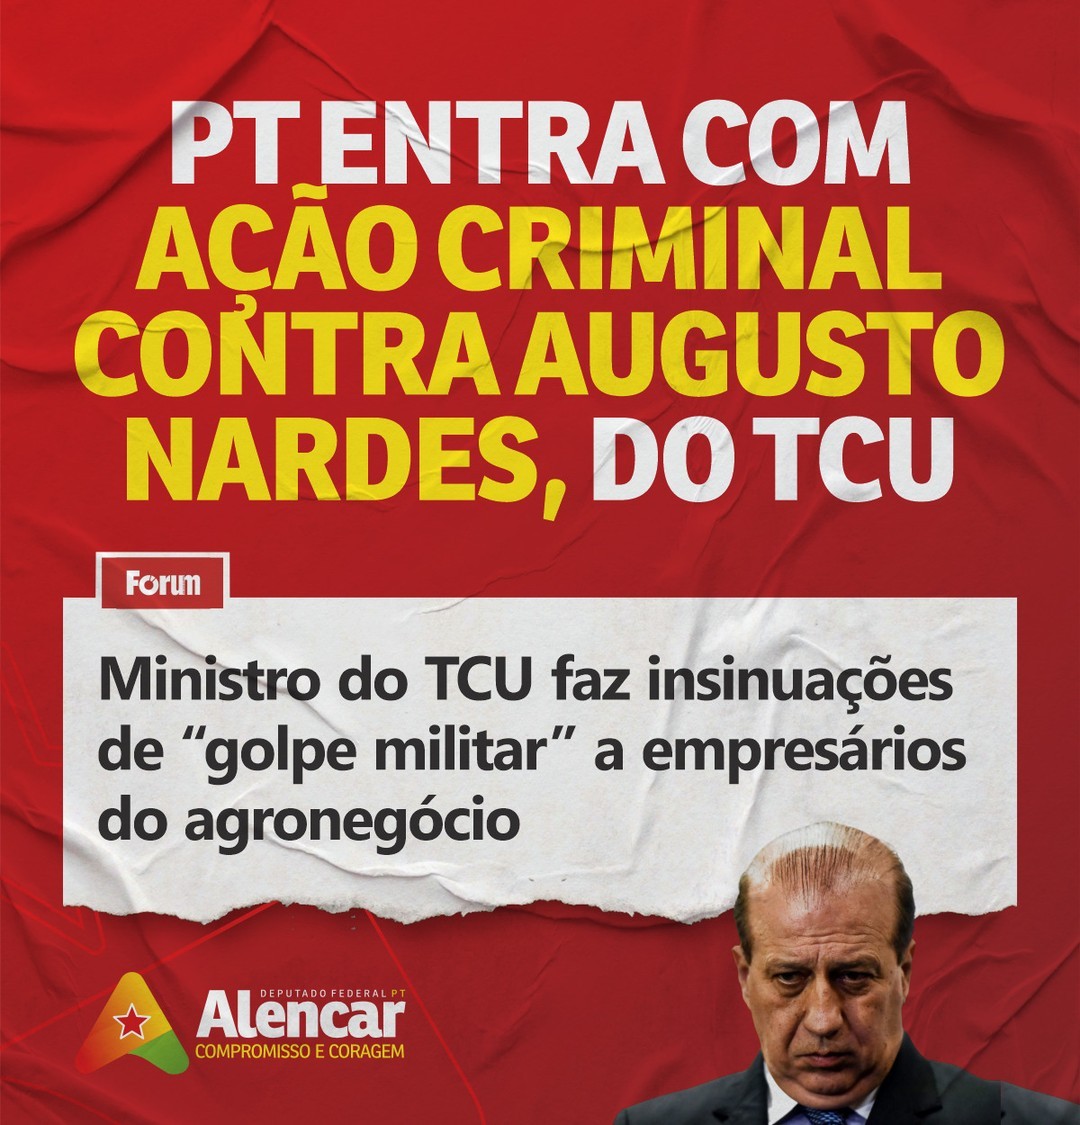 PT ENTRA COM
AÇÃO CRIMINAL
CONTRA AUGUSTO
NARDES, DO TCU
Forum
Ministro do TCU faz insinuações
de “golpe militar” a empresários
do agronegócio
DEPUTADO FEDERAL PT
Alencar
COMPROMISSO E CORAGEM